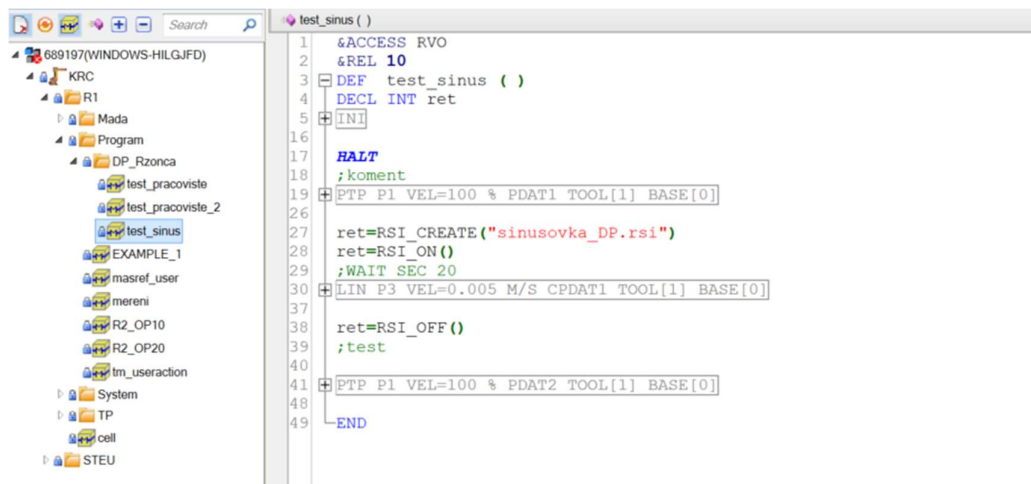 Search
689197(WINDOWS-HILGJFD)
KRC
R1
Mada
Program
DP_Rzonca
test_pracoviste
test_pracoviste_2
test_sinus
EXAMPLE_1
masref_user
mereni
R2_OP10
R2_OP20
tm_useraction
System
TP
cell
STEU
test_sinus ( )
1 &ACCESS RVO
2 &REL 10
3 DEF test_sinus ( )
4 DECL INT ret
5 INI
16
17 HALT
18 ;koment
19 PTP P1 VEL=100 % PDAT1 TOOL[1] BASE[0]
26
27 ret=RSI_CREATE("sinusovka_DP.rsi")
28 ret=RSI_ON()
29 ;WAIT SEC 20
30 LIN P3 VEL=0.005 M/S CPDAT1 TOOL[1] BASE[0]
37
38 ret=RSI_OFF()
39 ;test
40
41 PTP P1 VEL=100 % PDAT2 TOOL[1] BASE[0]
48
49 END